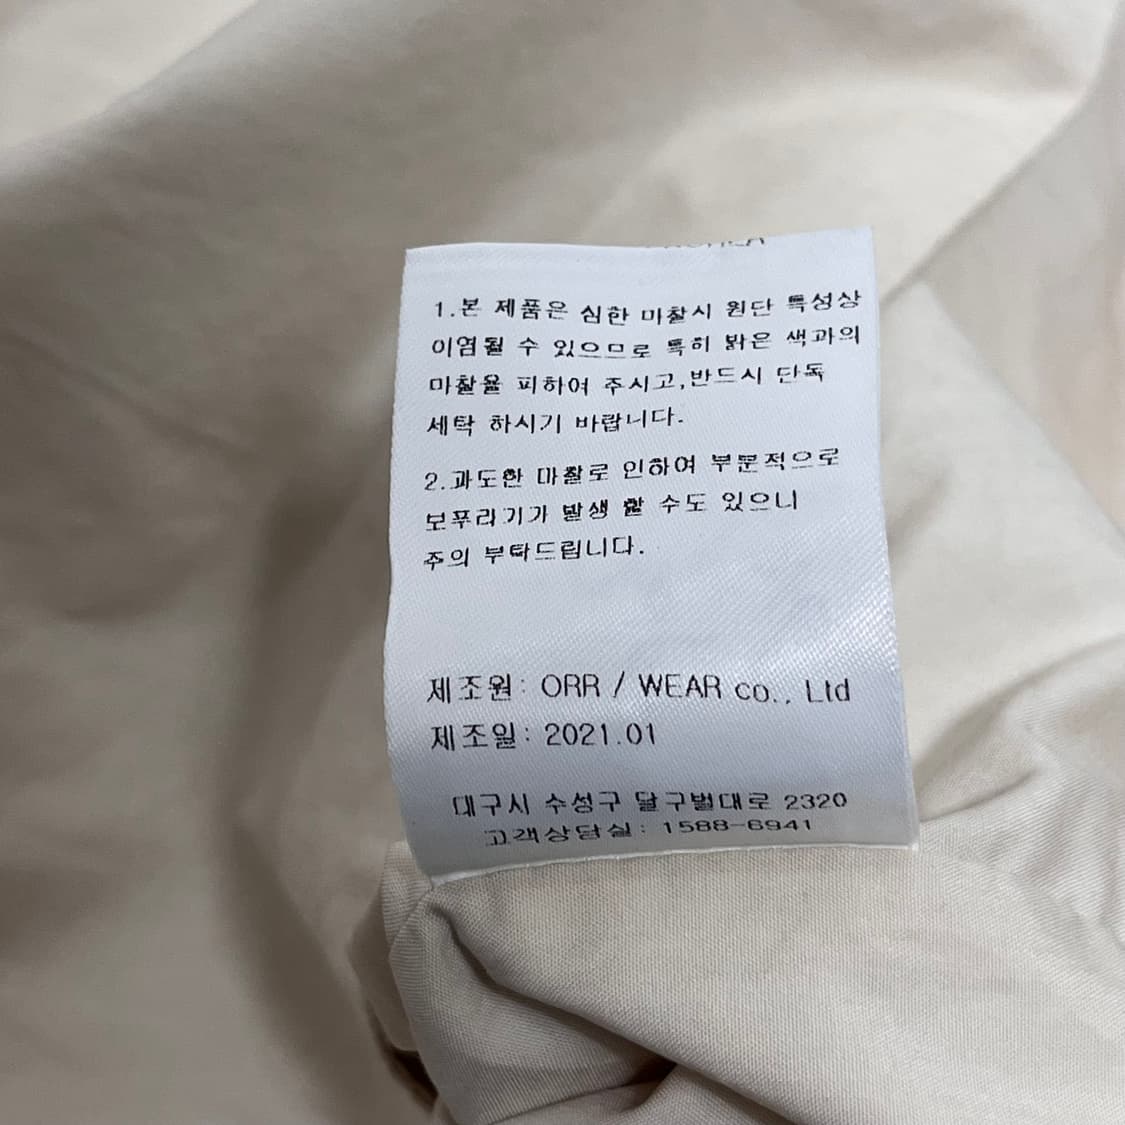 1.본 제품은 심한 마찰시 원단 특성상
이염될 수 있으므로 특히 밝은 색과의
마찰을 피하여 주시고,반드시 단독
세탁 하시기 바랍니다.
2.과도한 마찰로 인하여 부분적으로
보푸라기가 발생 할 수도 있으니
주의 부탁드립니다.
제조원: ORR / WEAR co., Ltd
제조일: 2021.01
대구시 수성구 달구벌대로 2320
고객상담실: 1588-6941